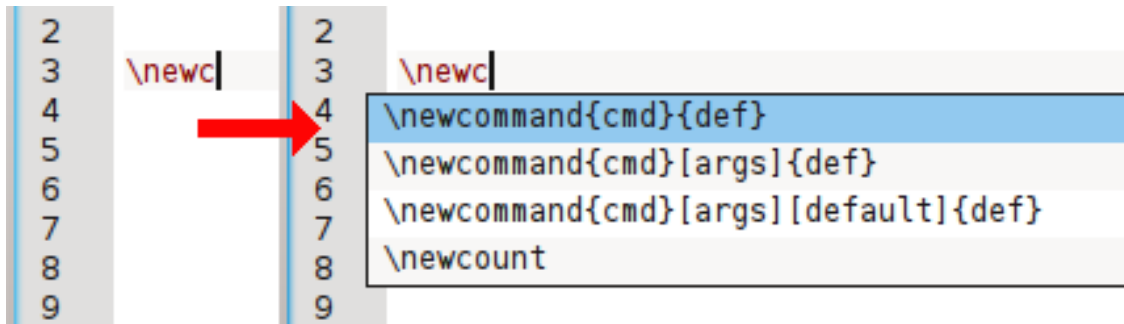 2
3 \newc
4
5
6
7
8
9
2
3 \newc
4 \newcommand{cmd}{def}
5 \newcommand{cmd}[args]{def}
6 \newcommand{cmd}[args][default]{def}
7
8 \newcount
9